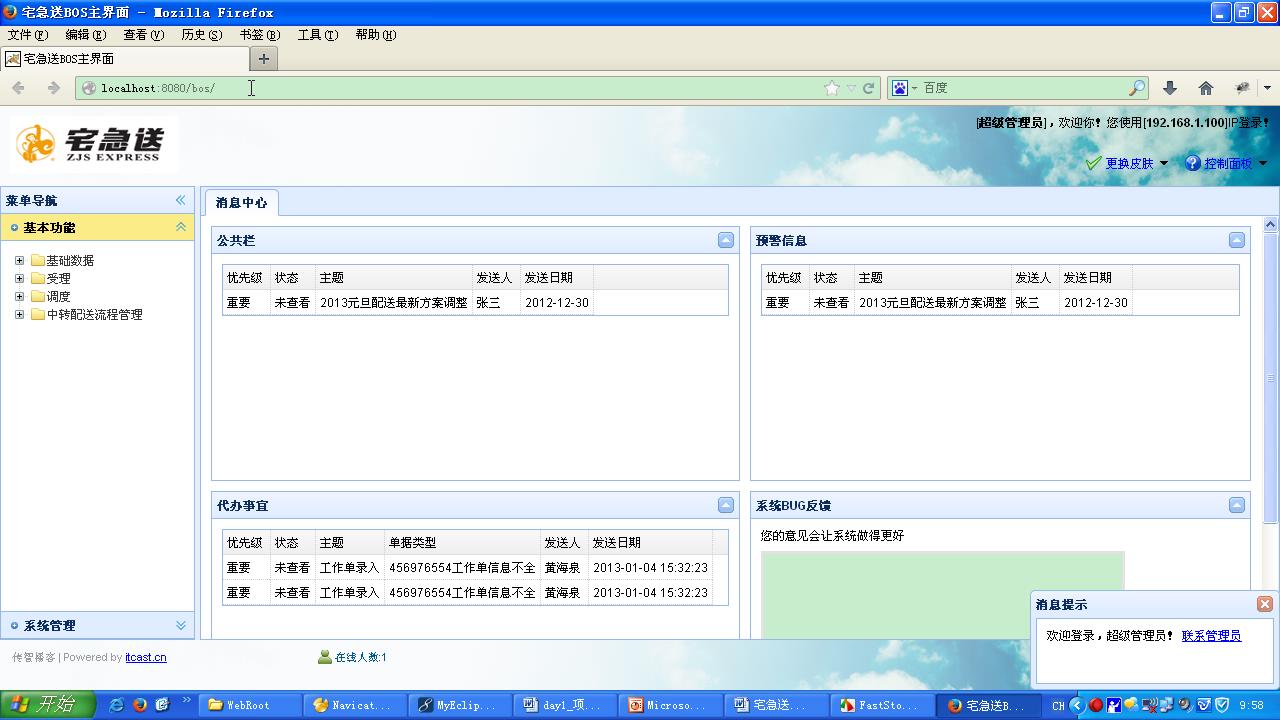 宅急送BOS主界面 - Mozilla Firefox
文件(F) 编辑(E) 查看(V) 历史(S) 书签(B) 工具(T) 帮助(H)
宅急送BOS主界面
localhost:8080/bos/
百度
宅急送
ZJS EXPRESS
[超级管理员]，欢迎你！您使用[192.168.1.100]IP登录！
更换皮肤 控制面板
菜单导航
基本功能
基础数据
受理
调度
中转配送流程管理
系统管理
消息中心
公共栏
优先级 状态 主题 发送人 发送日期
重要 未查看 2013元旦配送最新方案调整 张三 2012-12-30
预警信息
优先级 状态 主题 发送人 发送日期
重要 未查看 2013元旦配送最新方案调整 张三 2012-12-30
代办事宜
优先级 状态 主题 单据类型 发送人 发送日期
重要 未查看 工作单录入 456976554工作单信息不全 黄海泉 2013-01-04 15:32:23
重要 未查看 工作单录入 456976554工作单信息不全 黄海泉 2013-01-04 15:32:23
系统BUG反馈
您的意见会让系统做得更好
消息提示
欢迎登录，超级管理员！ 联系管理员
传智播客 | Powered by itcast.cn
在线人数:1
开始
WebRoot
Navicat...
MyEclip...
day1_项...
Microso...
宅急送...
FastSto...
宅急送B...
CH
9:58